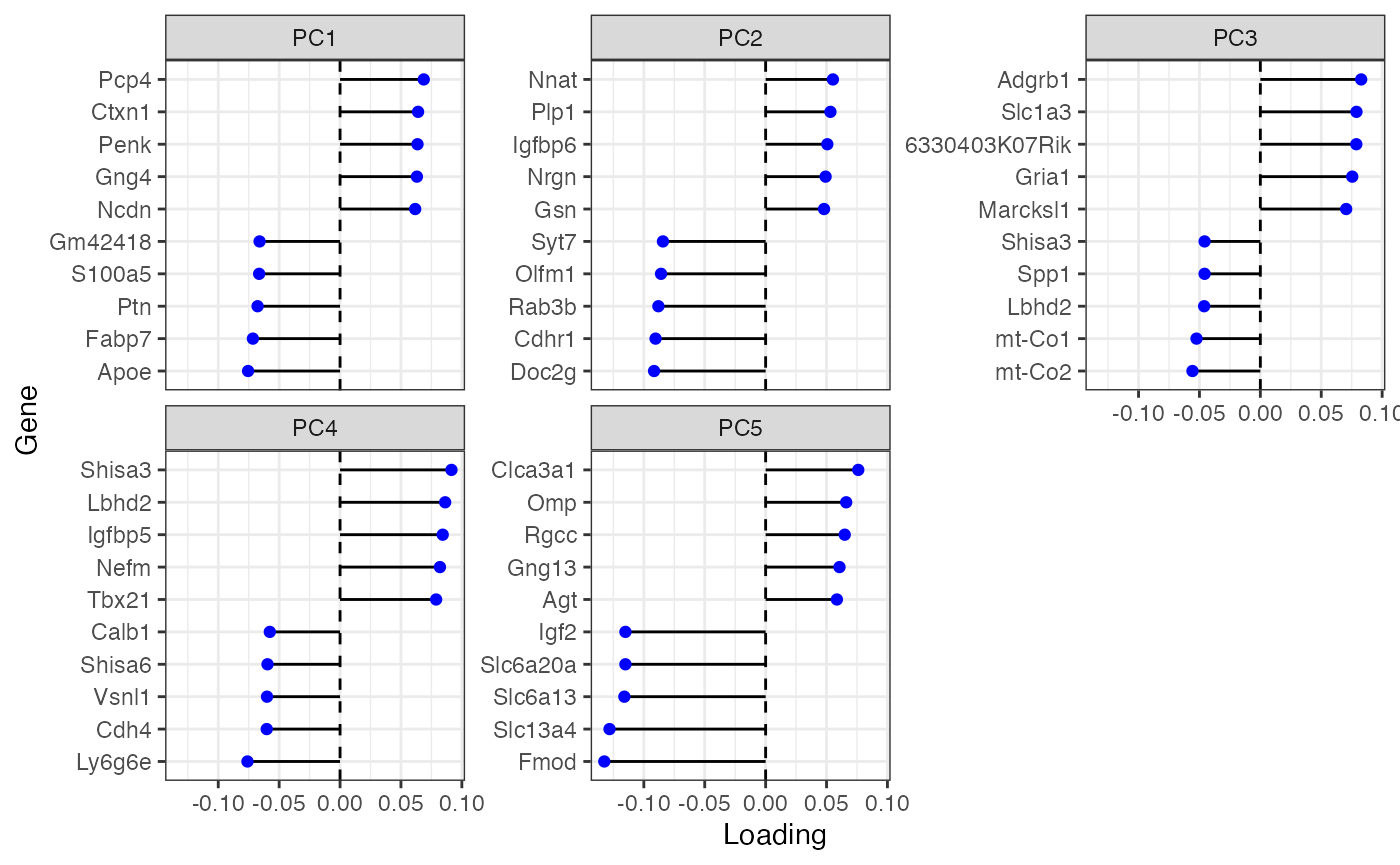 PC1
Pcp4
Ctxn1
Penk
Gng4
Ncdn
Gm42418
S100a5
Ptn
Fabp7
Apoe
PC2
Nnat
Plp1
Igfbp6
Nrgn
Gsn
Syt7
Olfm1
Rab3b
Cdhr1
Doc2g
PC3
Adgrb1
Slc1a3
6330403K07Rik
Gria1
Marcksl1
Shisa3
Spp1
Lbhd2
mt-Co1
mt-Co2
-0.10 -0.05 0.00 0.05 0.10
Gene
PC4
Shisa3
Lbhd2
Igfbp5
Nefm
Tbx21
Calb1
Shisa6
Vsnl1
Cdh4
Ly6g6e
-0.10 -0.05 0.00 0.05 0.10
PC5
Clca3a1
Omp
Rgcc
Gng13
Agt
Igf2
Slc6a20a
Slc6a13
Slc13a4
Fmod
-0.10 -0.05 0.00 0.05 0.10
Loading